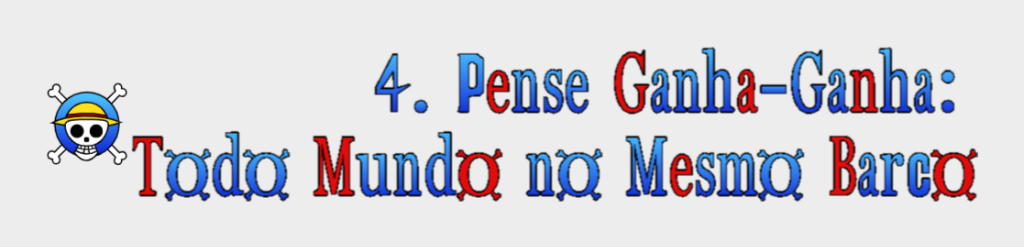 4. Pense Ganha-Ganha:
Todo Mundo no Mesmo Barco